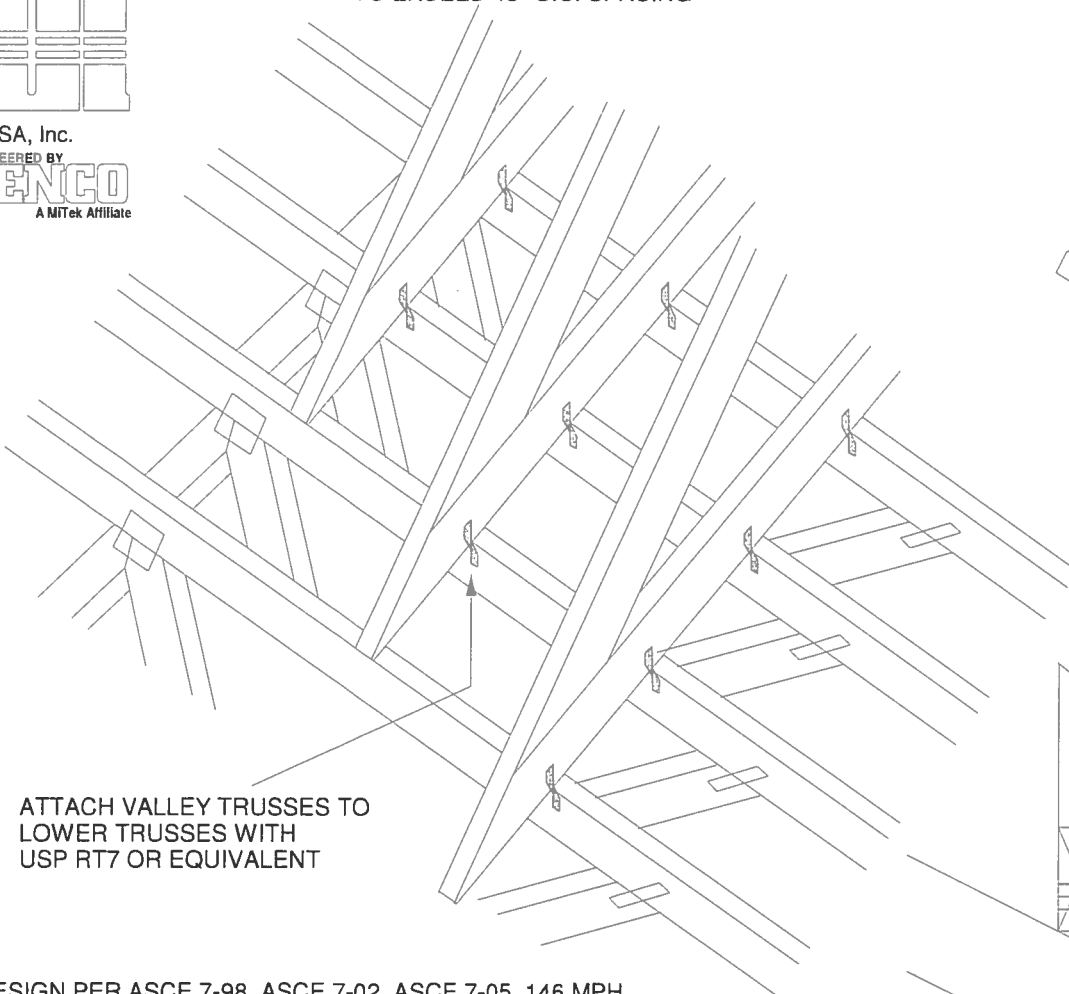 SA, Inc.
EERED BY
ENCO
A MiTek Affiliate
ATTACH VALLEY TRUSSES TO
LOWER TRUSSES WITH
USP RT7 OR EQUIVALENT
ESIGN PER ASCE 7-98, ASCE 7-02, ASCE 7-05 146 MPH